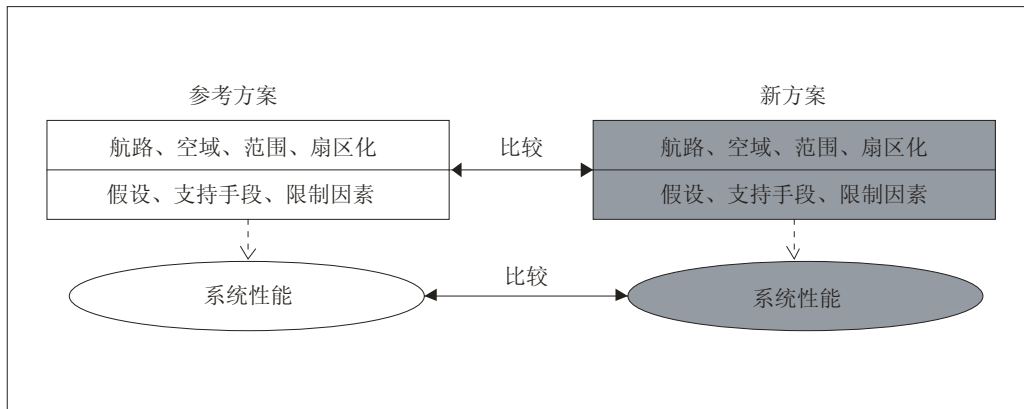 参考方案
新方案
航路、空域、范围、扇区化
比较
航路、空域、范围、扇区化
假设、支持手段、限制因素
假设、支持手段、限制因素
比较
系统性能
系统性能